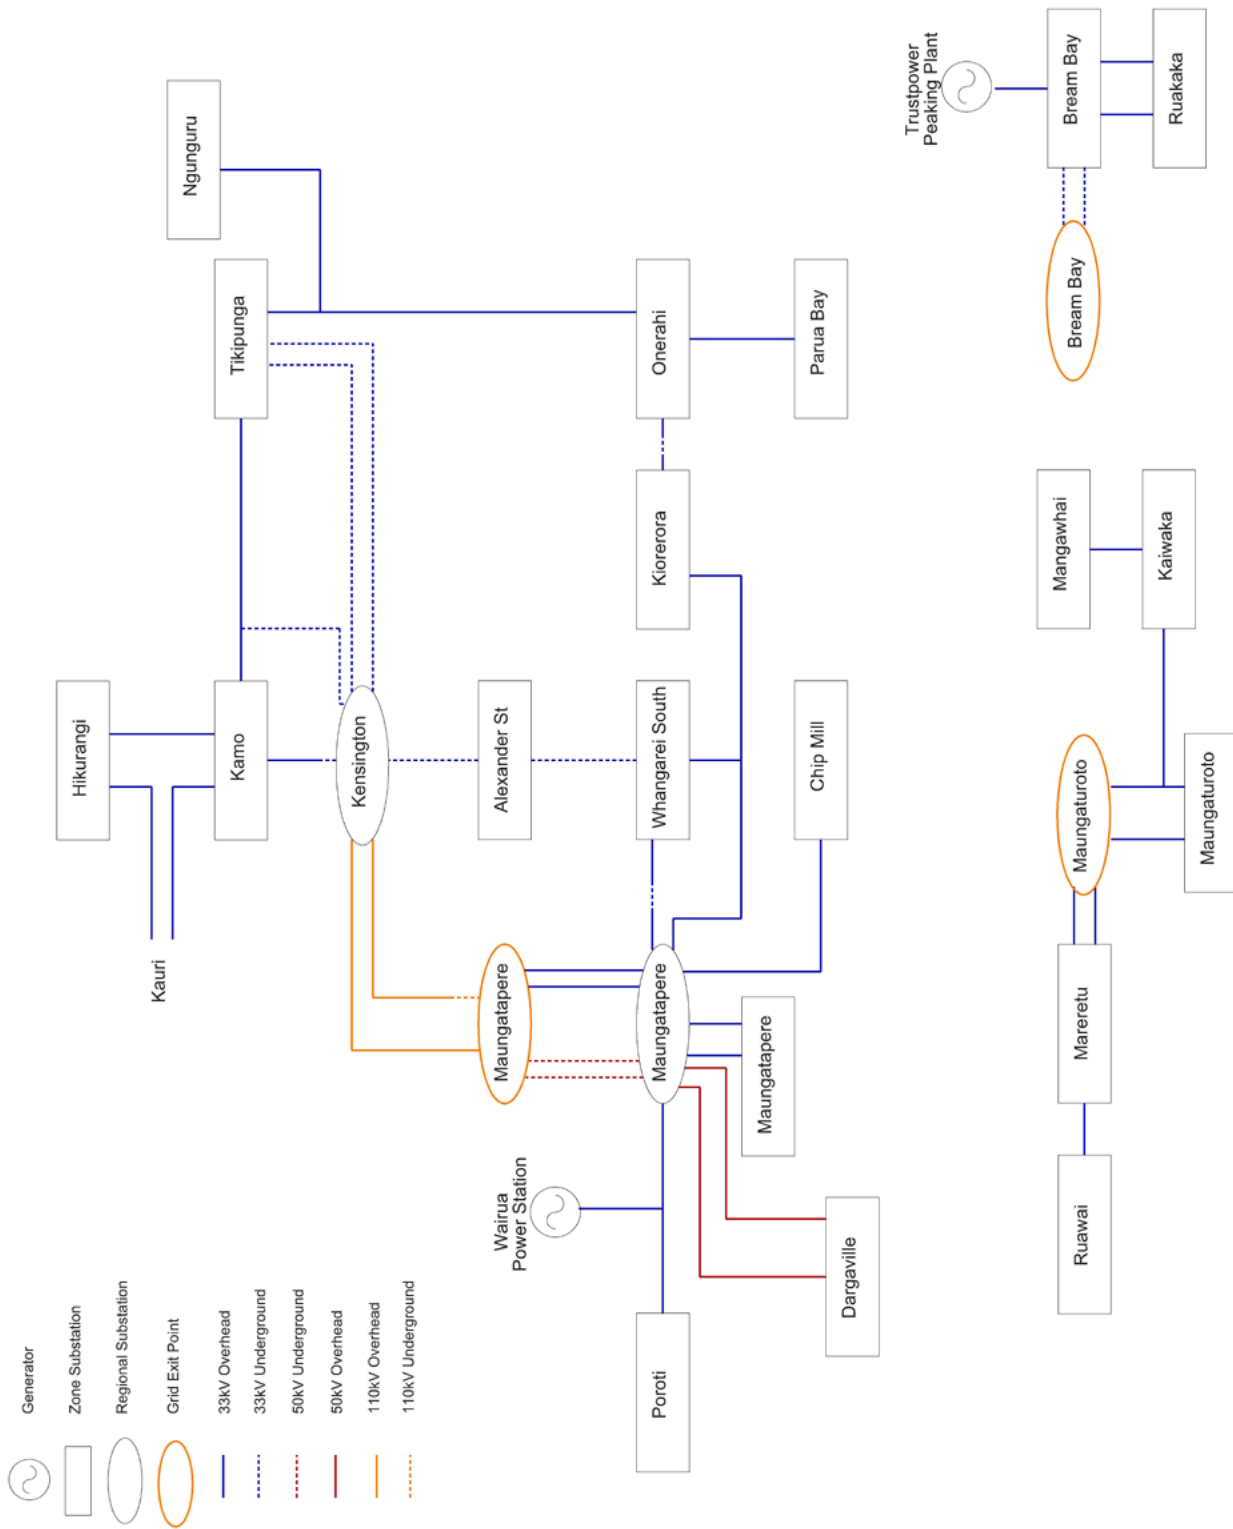 Generator
Zone Substation
Regional Substation
Grid Exit Point
33kV Overhead
33kV Underground
50kV Underground
50kV Overhead
110kV Overhead
110kV Underground
Poroti
Wairua
Power Station
Dargaville
Maungatapere
Maungatapere
Maungatapere
Kauri
Hikurangi
Kamo
Kensington
Alexander St
Whangarei South
Chip Mill
Kiorerora
Tikipunga
Onerahi
Parua Bay
Ngunguru
Ruawai
Mareretu
Maungaturoto
Maungaturoto
Kaiwaka
Mangawhai
Bream Bay
Trustpower
Peaking Plant
Bream Bay
Ruakaka